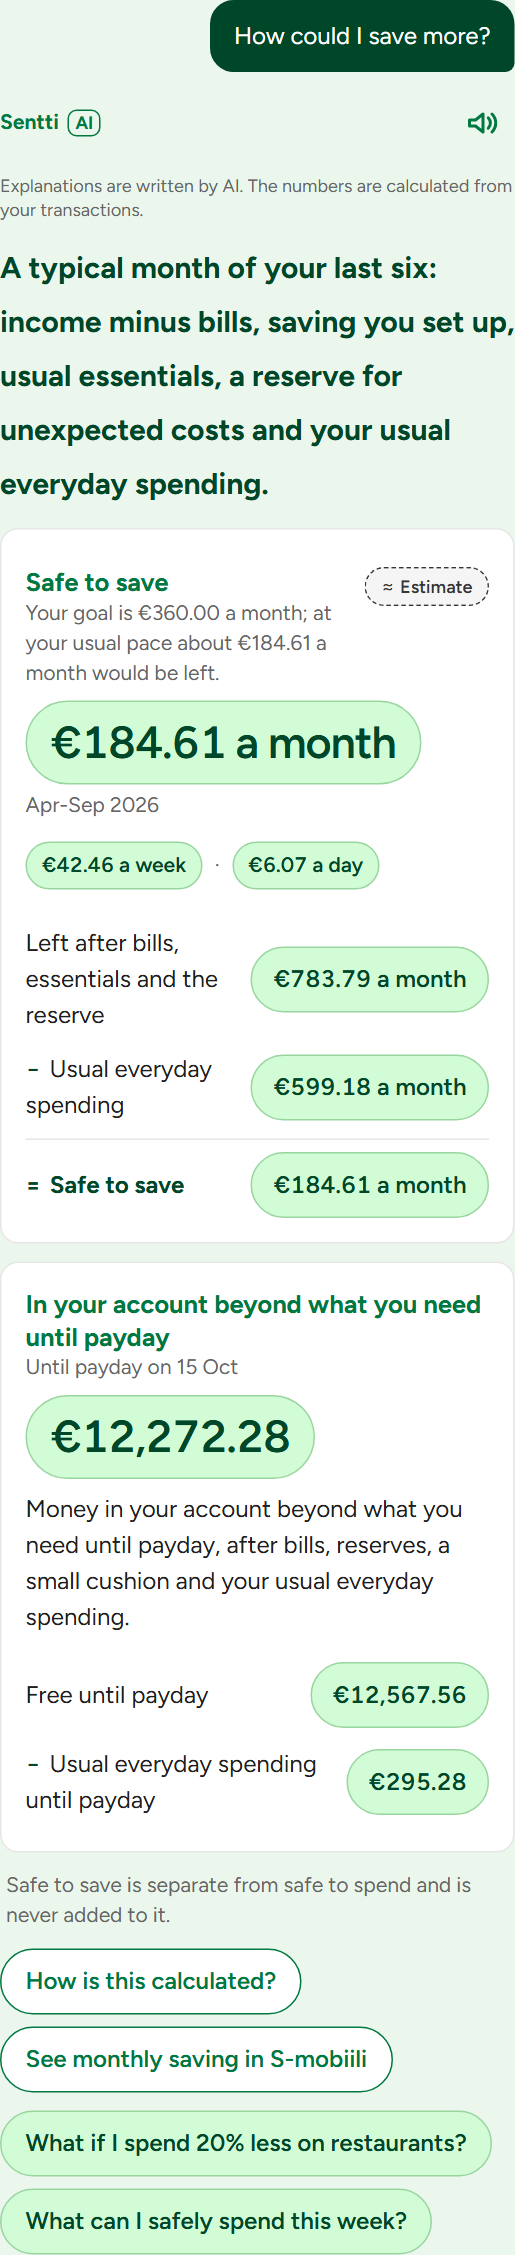 How could I save more?
Sentti AI
Explanations are written by AI. The numbers are calculated from
your transactions.
A typical month of your last six:
income minus bills, saving you set up,
usual essentials, a reserve for
unexpected costs and your usual
everyday spending.
Safe to save
≈ Estimate
Your goal is €360.00 a month; at
your usual pace about €184.61 a
month would be left.
€184.61 a month
Apr-Sep 2026
€42.46 a week · €6.07 a day
Left after bills,
essentials and the
reserve
€783.79 a month
− Usual everyday
spending
€599.18 a month
= Safe to save
€184.61 a month
In your account beyond what you need
until payday
Until payday on 15 Oct
€12,272.28
Money in your account beyond what you
need until payday, after bills, reserves, a
small cushion and your usual everyday
spending.
Free until payday
€12,567.56
− Usual everyday spending
until payday
€295.28
Safe to save is separate from safe to spend and is
never added to it.
How is this calculated?
See monthly saving in S-mobiili
What if I spend 20% less on restaurants?
What can I safely spend this week?